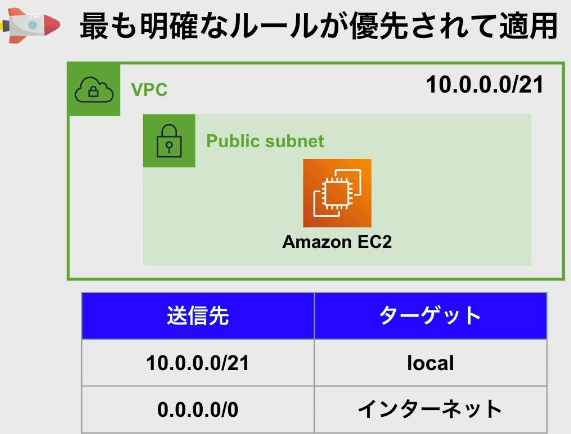 最も明確なルールが優先されて適用
VPC
10.0.0.0/21
Public subnet
Amazon EC2
送信先 ターゲット
10.0.0.0/21 local
0.0.0.0/0 インターネット